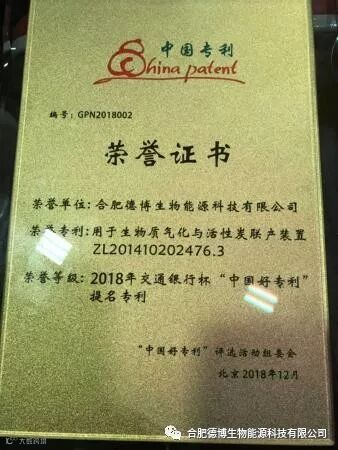 中国专利
China patent
编号：GPN2018002
荣誉证书
荣誉单位：合肥德博生物能源科技有限公司
荣誉专利：用于生物质气化与活性炭联产装置
ZL201410202476.3
荣誉等级：2018年交通银行杯“中国好专利”
提名专利
“中国好专利”评选活动组委会
北京 2018年12月
合肥德博生物能源科技有限公司
大数跨境